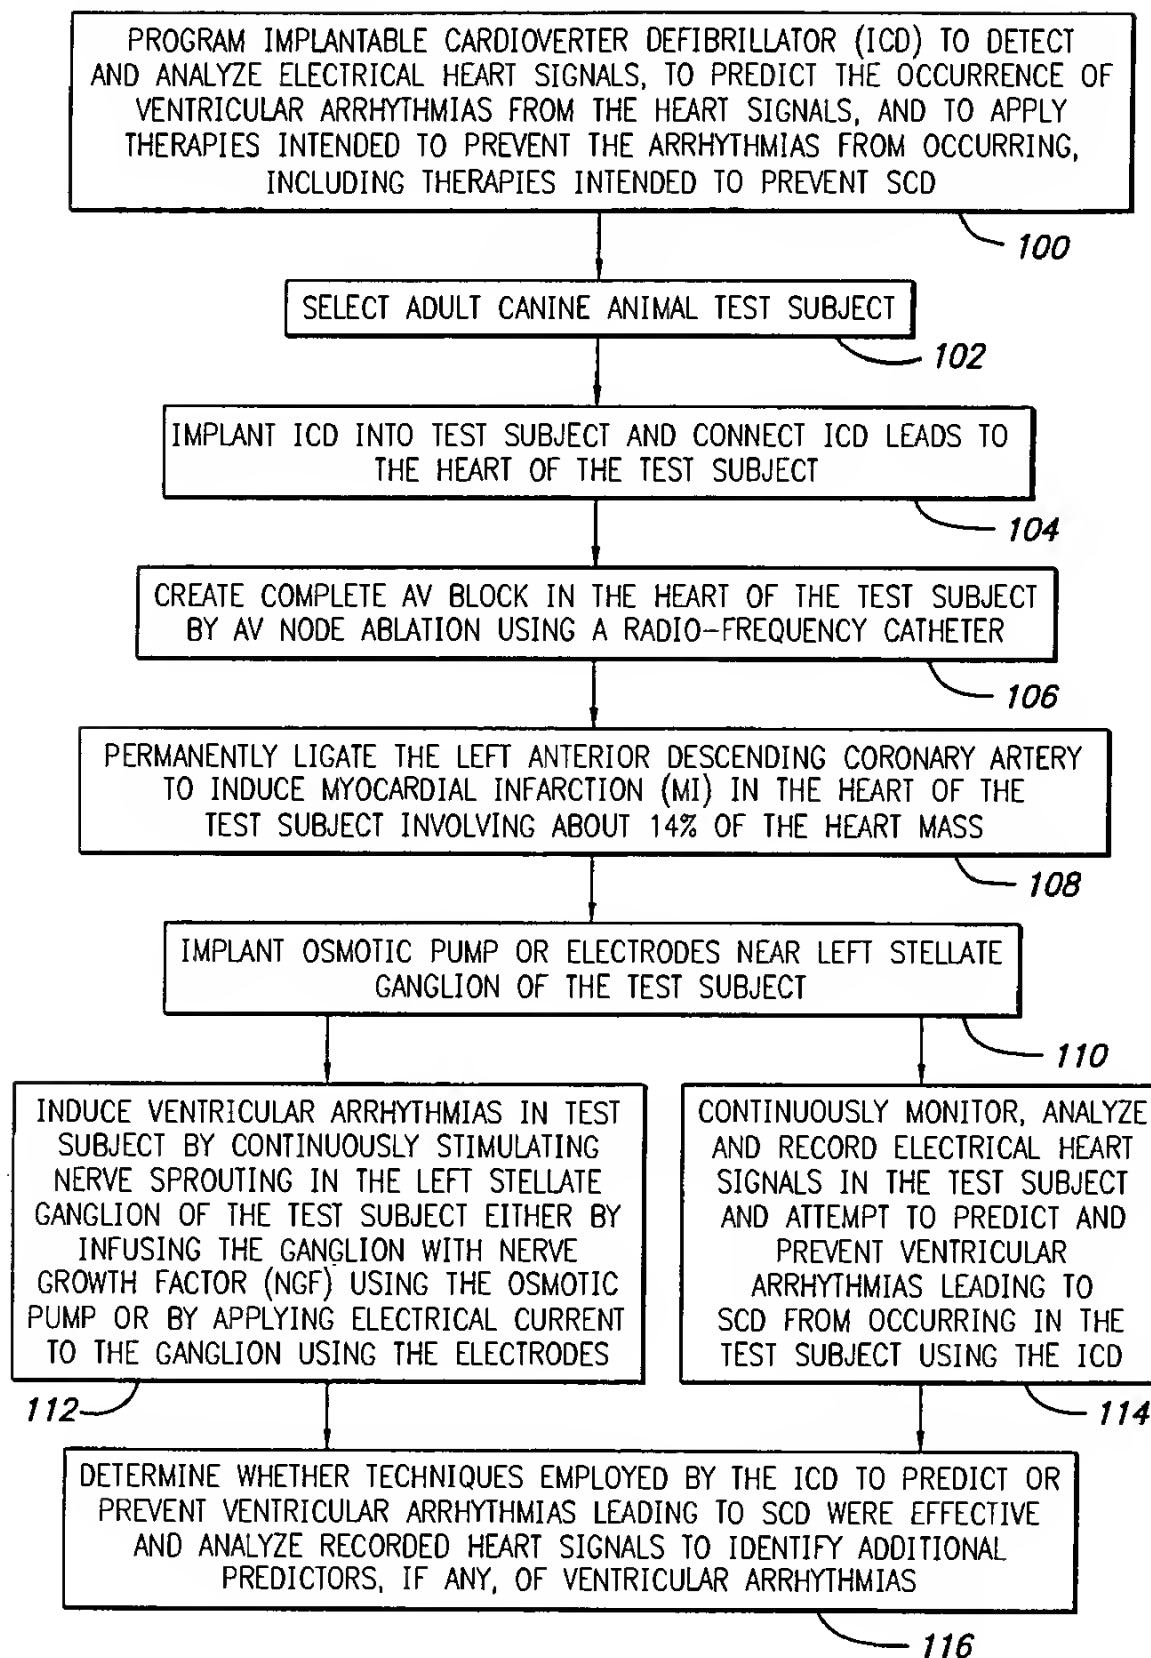 PROGRAM IMPLANTABLE CARDIOVERTER DEFIBRILLATOR (ICD) TO DETECT
AND ANALYZE ELECTRICAL HEART SIGNALS, TO PREDICT THE OCCURRENCE OF
VENTRICULAR ARRHYTHMIAS FROM THE HEART SIGNALS, AND TO APPLY
THERAPIES INTENDED TO PREVENT THE ARRHYTHMIAS FROM OCCURRING,
INCLUDING THERAPIES INTENDED TO PREVENT SCD
100
SELECT ADULT CANINE ANIMAL TEST SUBJECT
102
IMPLANT ICD INTO TEST SUBJECT AND CONNECT ICD LEADS TO
THE HEART OF THE TEST SUBJECT
104
CREATE COMPLETE AV BLOCK IN THE HEART OF THE TEST SUBJECT
BY AV NODE ABLATION USING A RADIO-FREQUENCY CATHETER
106
PERMANENTLY LIGATE THE LEFT ANTERIOR DESCENDING CORONARY ARTERY
TO INDUCE MYOCARDIAL INFARCTION (MI) IN THE HEART OF THE
TEST SUBJECT INVOLVING ABOUT 14% OF THE HEART MASS
108
IMPLANT OSMOTIC PUMP OR ELECTRODES NEAR LEFT STELLATE
GANGLION OF THE TEST SUBJECT
110
INDUCE VENTRICULAR ARRHYTHMIAS IN TEST
SUBJECT BY CONTINUOUSLY STIMULATING
NERVE SPROUTING IN THE LEFT STELLATE
GANGLION OF THE TEST SUBJECT EITHER BY
INFUSING THE GANGLION WITH NERVE
GROWTH FACTOR (NGF) USING THE OSMOTIC
PUMP OR BY APPLYING ELECTRICAL CURRENT
TO THE GANGLION USING THE ELECTRODES
112
CONTINUOUSLY MONITOR, ANALYZE
AND RECORD ELECTRICAL HEART
SIGNALS IN THE TEST SUBJECT
AND ATTEMPT TO PREDICT AND
PREVENT VENTRICULAR
ARRHYTHMIAS LEADING TO
SCD FROM OCCURRING IN THE
TEST SUBJECT USING THE ICD
114
DETERMINE WHETHER TECHNIQUES EMPLOYED BY THE ICD TO PREDICT OR
PREVENT VENTRICULAR ARRHYTHMIAS LEADING TO SCD WERE EFFECTIVE
AND ANALYZE RECORDED HEART SIGNALS TO IDENTIFY ADDITIONAL
PREDICTORS, IF ANY, OF VENTRICULAR ARRHYTHMIAS
116